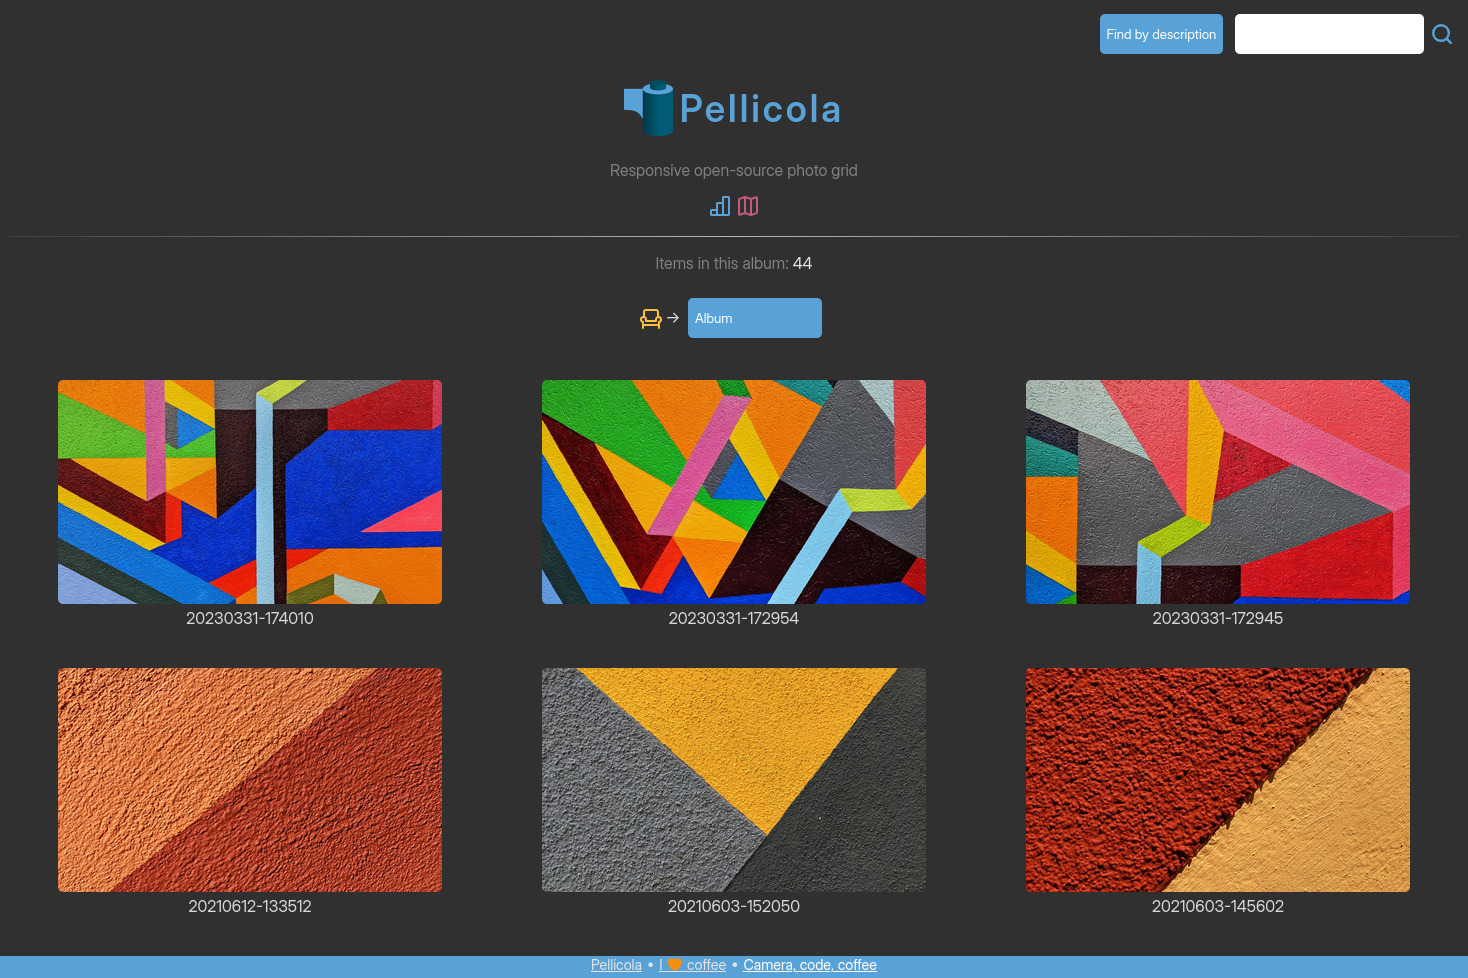 Find by description
Pellicola
Responsive open-source photo grid
Items in this album: 44
→ Album
20230331-174010
20230331-172954
20230331-172945
20210612-133512
20210603-152050
20210603-145602
Pellicola • I 🧡 coffee • Camera, code, coffee